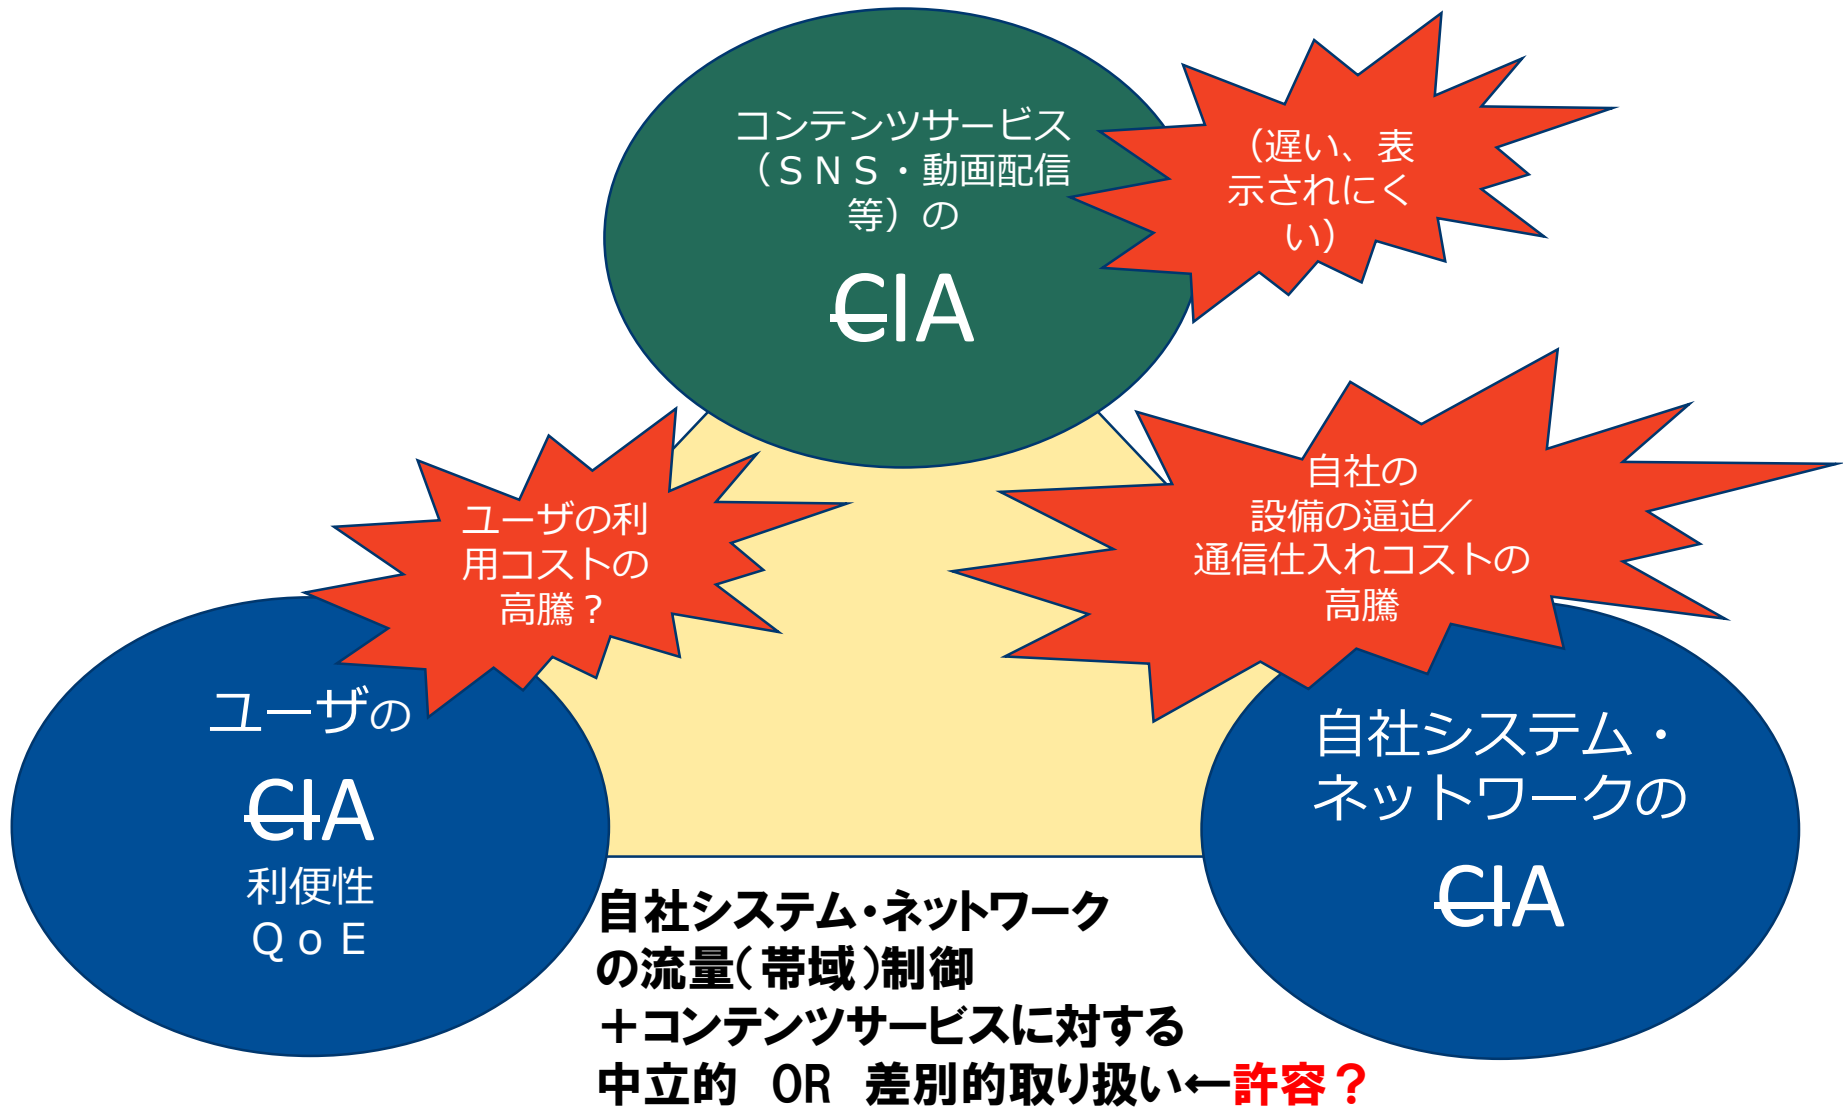 コンテンツサービス
（ＳＮＳ・動画配信
等）の
CIA
（遅い、表
示されにく
い）
ユーザの利
用コストの
高騰？
自社の
設備の逼迫／
通信仕入れコストの
高騰
ユーザの
CIA
利便性
ＱｏＥ
自社システム・
ネットワークの
CIA
自社システム・ネットワーク
の流量（帯域）制御
＋コンテンツサービスに対する
中立的　OR　差別的取り扱い←許容？